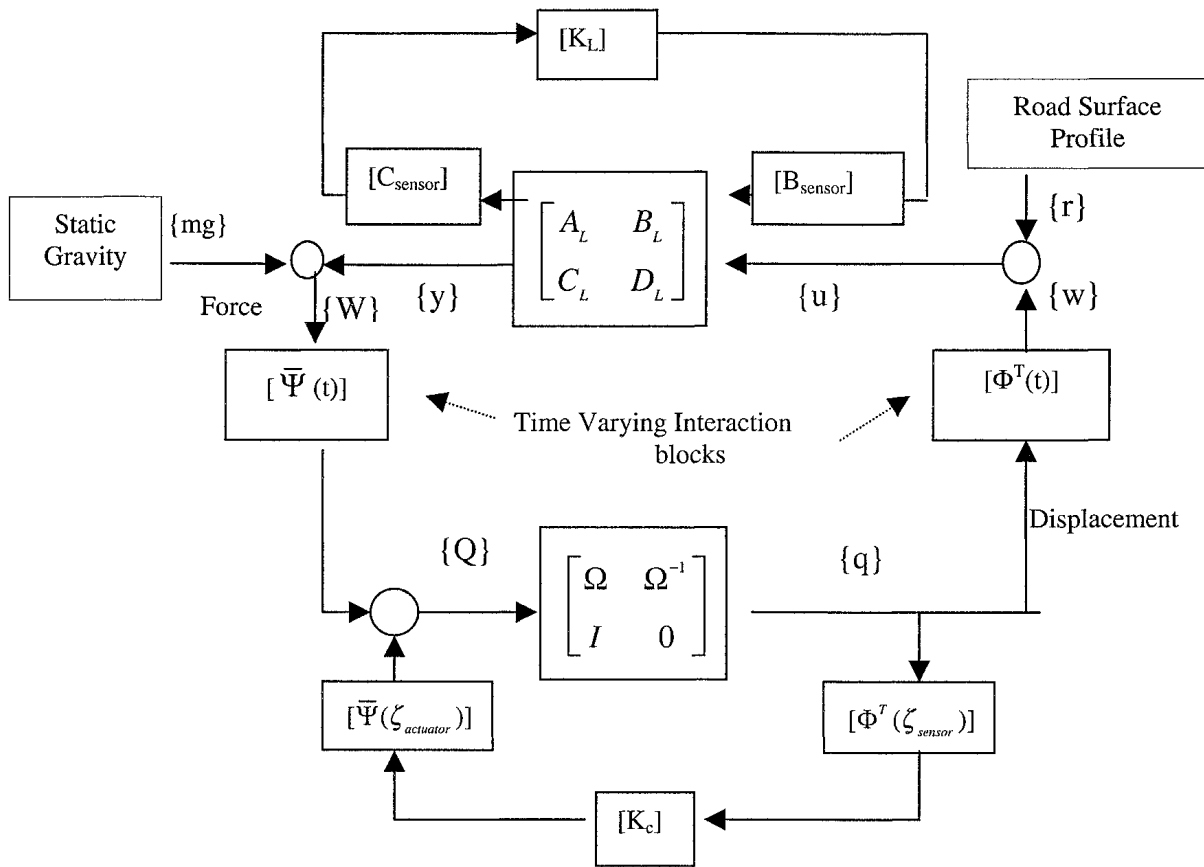 [K_L]
Road Surface
Profile
[C_sensor]
[B_sensor]
Static
Gravity
{mg}
{r}
A_L B_L
C_L D_L
Force
{W}
{y}
{u}
{w}
[Ψ̅ (t)]
[Φ^T(t)]
Time Varying Interaction
blocks
Displacement
{Q}
{q}
Ω Ω^-1
I 0
[Ψ̅(ζ_actuator)]
[Φ^T(ζ_sensor)]
[K_c]